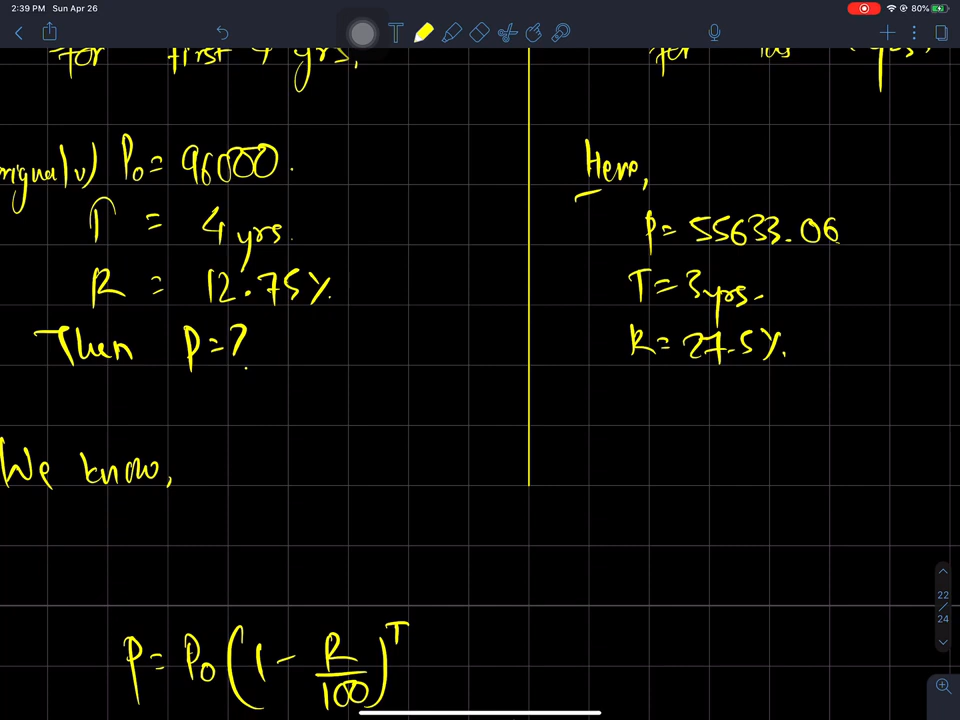 2:39 PM Sun Apr 26
80%
for first 4 yrs,
P₀ = 96000.
T = 4 yrs.
R = 12.75%
Then P = ?
We know,
P = P₀ (1 - R/100)^T
for
Here,
P = 55633.06
T = 3 yrs.
R = 27.5%.
22
/
24